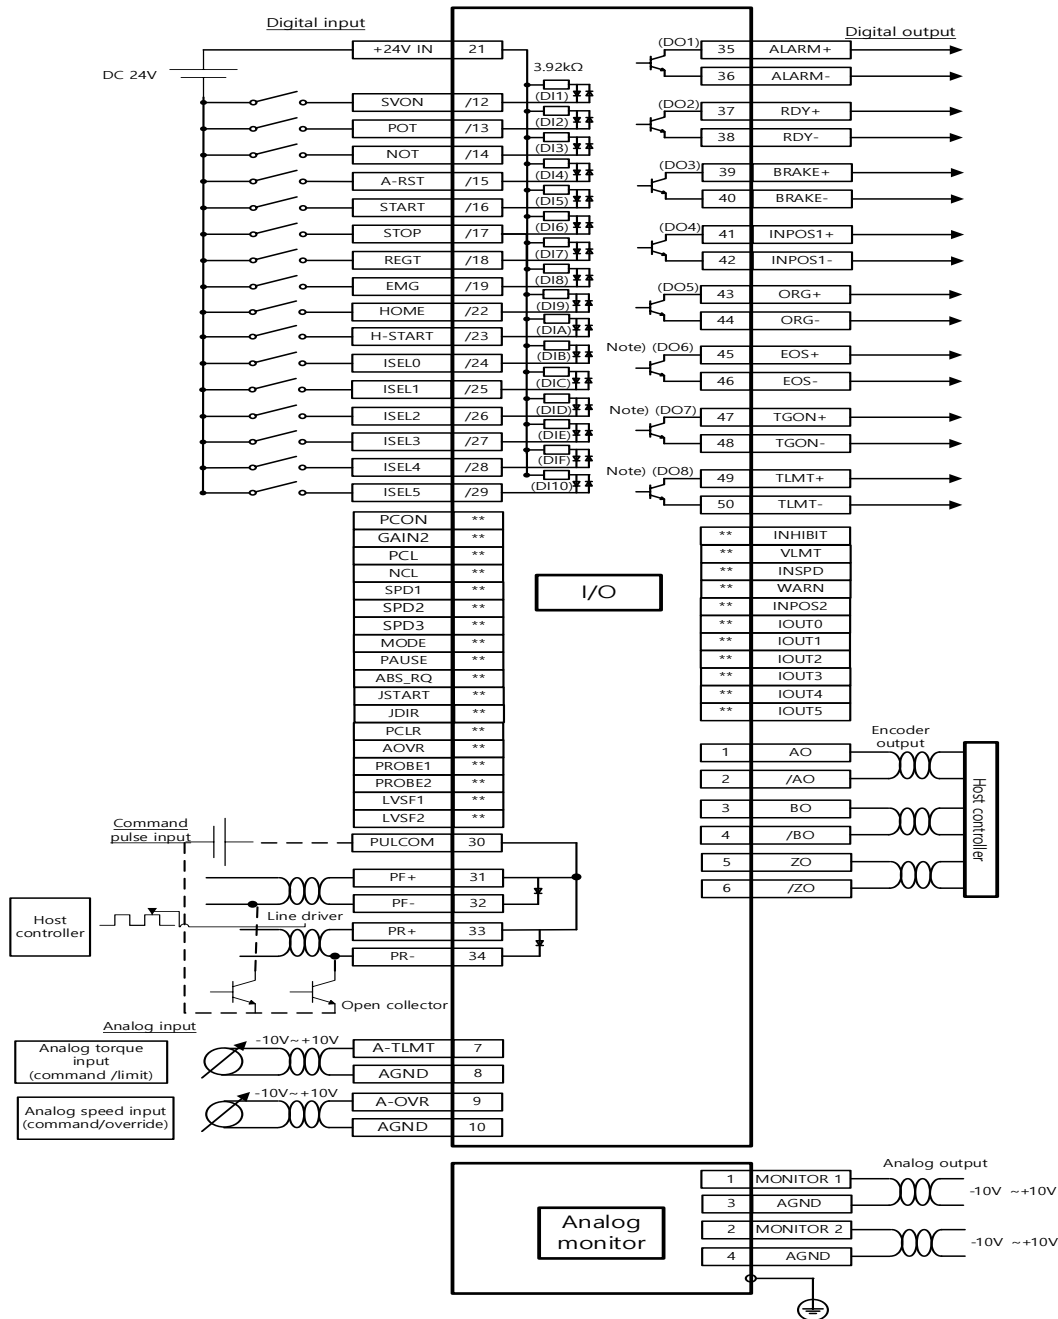 Digital input
Digital output
+24V IN 21
DC 24V
3.92kΩ
SVON /12 (DI1)
POT /13 (DI2)
NOT /14 (DI3)
A-RST /15 (DI4)
START /16 (DI5)
STOP /17 (DI6)
REGT /18 (DI7)
EMG /19 (DI8)
HOME /22 (DI9)
H-START /23 (DIA)
ISEL0 /24 (DIB)
ISEL1 /25 (DIC)
ISEL2 /26 (DID)
ISEL3 /27 (DIE)
ISEL4 /28 (DIF)
ISEL5 /29 (DI10)
PCON **
GAIN2 **
PCL **
NCL **
SPD1 **
SPD2 **
SPD3 **
MODE **
PAUSE **
ABS_RQ **
JSTART **
JDIR **
PCLR **
AOVR **
PROBE1 **
PROBE2 **
LVSF1 **
LVSF2 **
I/O
(DO1) 35 ALARM+
36 ALARM-
(DO2) 37 RDY+
38 RDY-
(DO3) 39 BRAKE+
40 BRAKE-
(DO4) 41 INPOS1+
42 INPOS1-
(DO5) 43 ORG+
44 ORG-
Note) (DO6) 45 EOS+
46 EOS-
Note) (DO7) 47 TGON+
48 TGON-
Note) (DO8) 49 TLMT+
50 TLMT-
** INHIBIT
** VLMT
** INSPD
** WARN
** INPOS2
** IOUT0
** IOUT1
** IOUT2
** IOUT3
** IOUT4
** IOUT5
Encoder
output
1 AO
2 /AO
3 BO
4 /BO
5 ZO
6 /ZO
Host controller
Command
pulse input
PULCOM 30
PF+ 31
PF- 32
Line driver
Host
controller
PR+ 33
PR- 34
Open collector
Analog input
Analog torque
input
(command /limit)
-10V~+10V
A-TLMT 7
AGND 8
Analog speed input
(command/override)
-10V~+10V
A-OVR 9
AGND 10
Analog
monitor
Analog output
1 MONITOR 1
3 AGND
-10V ~+10V
2 MONITOR 2
4 AGND
-10V ~+10V